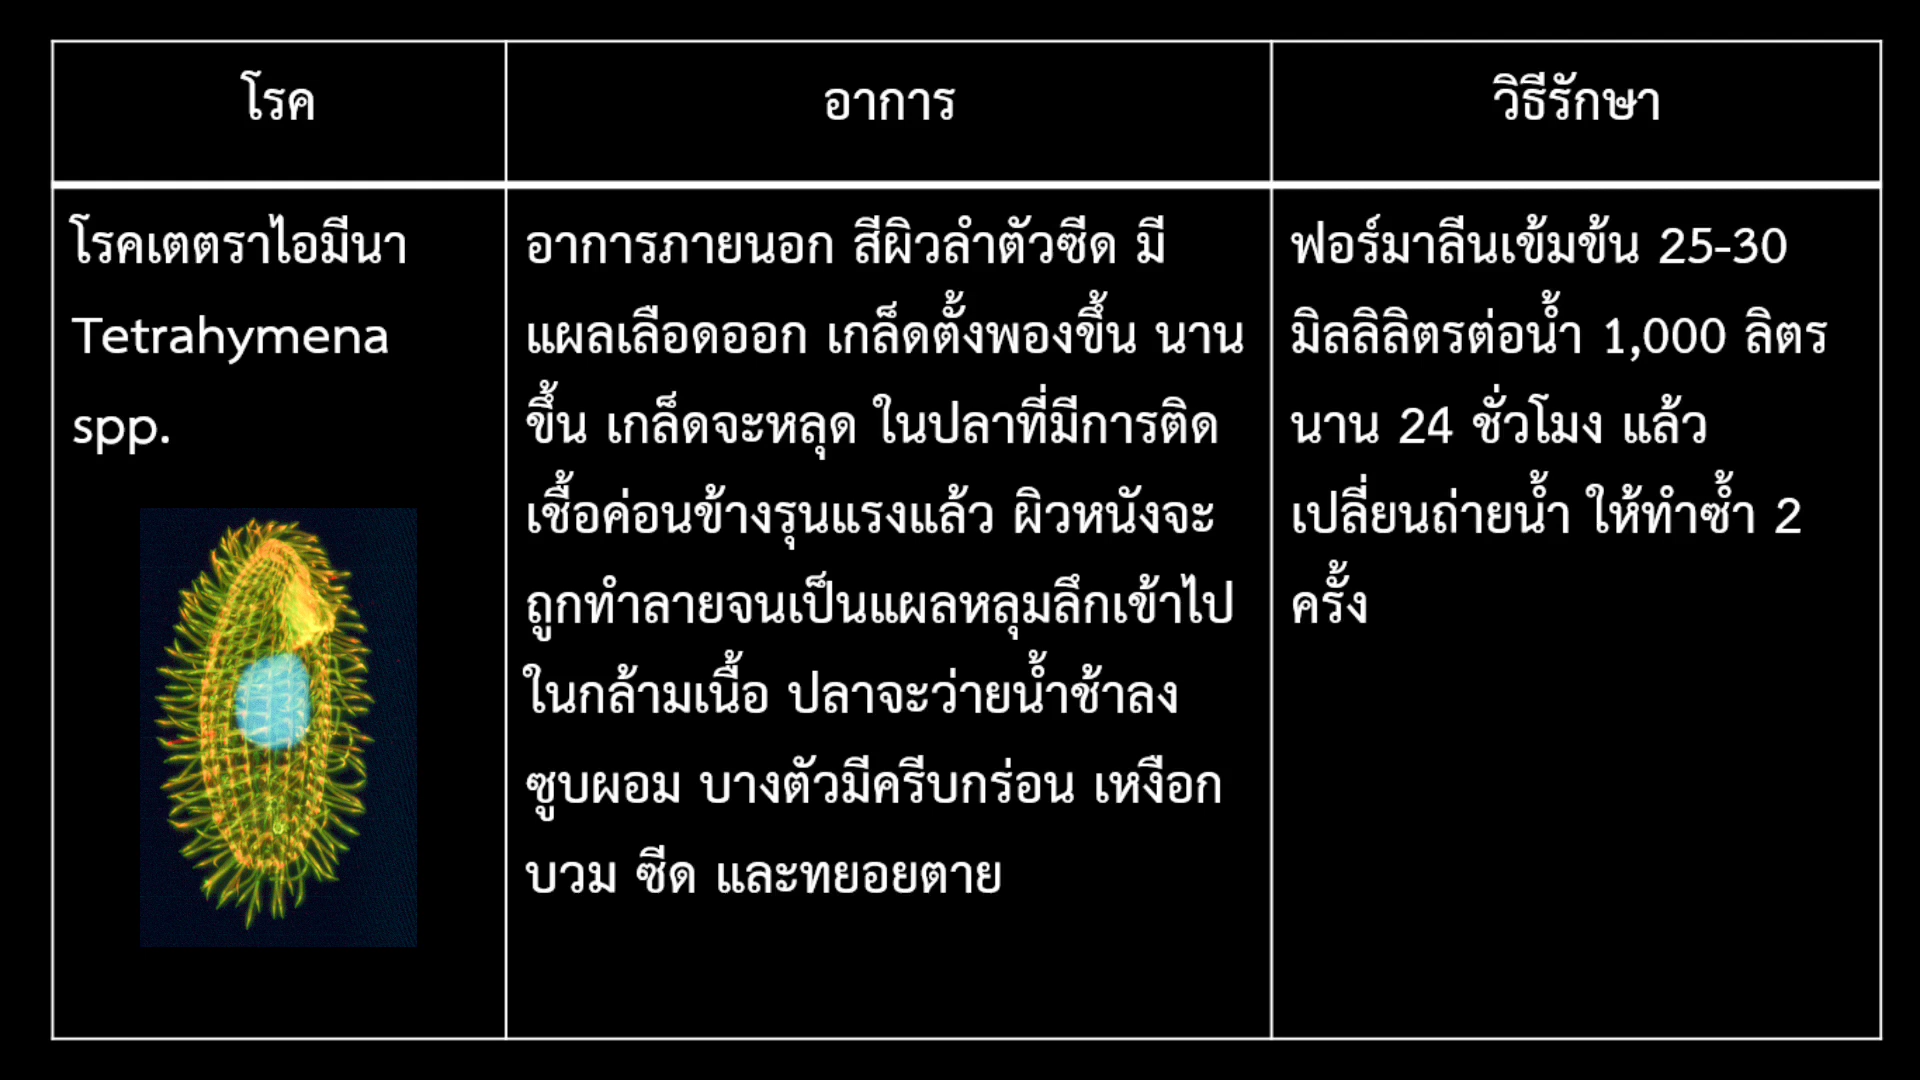 โรค
อาการ
วิธีรักษา
โรคเตตราไฮมีนา
Tetrahymena
spp.
อาการภายนอก สีผิวลำตัวซีด มี
แผลเลือดออก เกล็ดตั้งพองขึ้น นาน
ขึ้น เกล็ดจะหลุด ในปลาที่มีการติด
เชื้อค่อนข้างรุนแรงแล้ว ผิวหนังจะ
ถูกทำลายจนเป็นแผลหลุมลึกเข้าไป
ในกล้ามเนื้อ ปลาจะว่ายน้ำช้าลง
ซูบผอม บางตัวมีครีบกร่อน เหงือก
บวม ซีด และทยอยตาย
ฟอร์มาลีนเข้มข้น 25-30
มิลลิลิตรต่อน้ำ 1,000 ลิตร
นาน 24 ชั่วโมง แล้ว
เปลี่ยนถ่ายน้ำ ให้ทำซ้ำ 2
ครั้ง